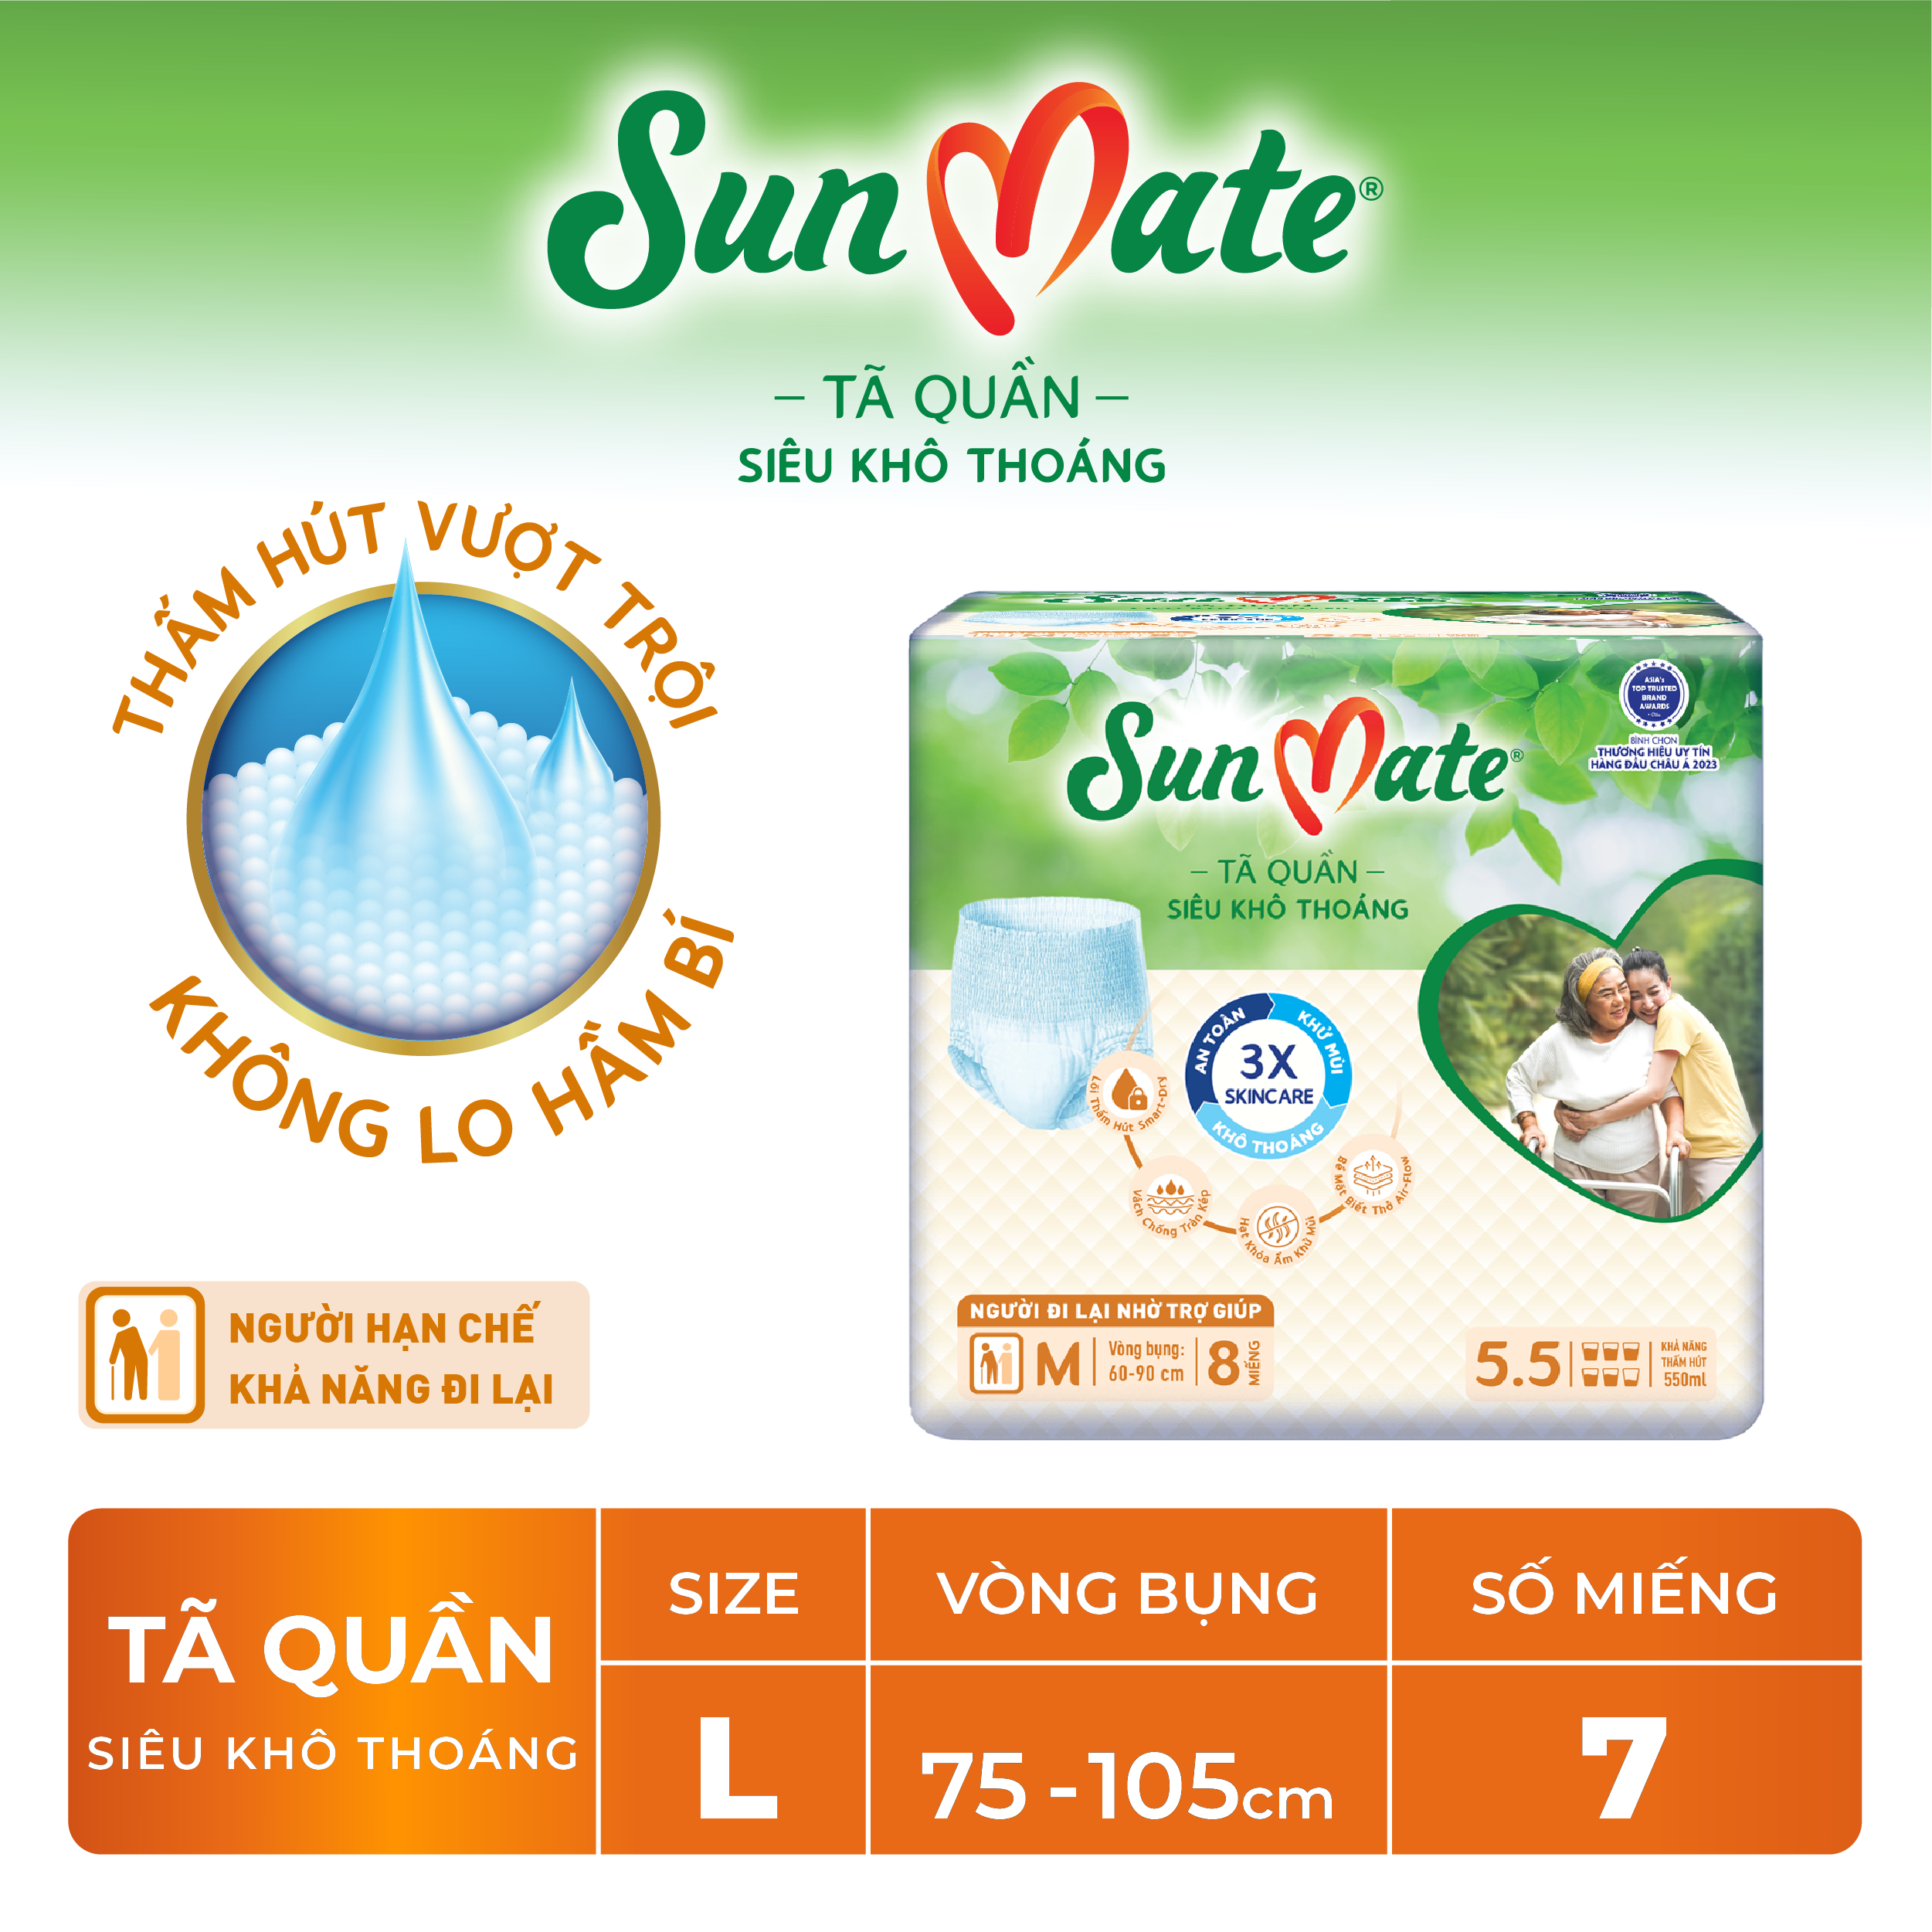 SunMate®
– TÃ QUẦN –
SIÊU KHÔ THOÁNG
THẤM HÚT VƯỢT TRỘI
KHÔNG LO HẦM BÍ
NGƯỜI HẠN CHẾ
KHẢ NĂNG ĐI LẠI
ASIA's
TOP TRUSTED
BRAND
AWARDS
BÌNH CHỌN
THƯƠNG HIỆU UY TÍN
HÀNG ĐẦU CHÂU Á 2023
SunMate®
– TÃ QUẦN –
SIÊU KHÔ THOÁNG
AN TOÀN
KHỬ MÙI
KHÔ THOÁNG
3X
SKINCARE
Lõi Thấm Hút Smart-Dry
Vách Chống Tràn Kép
Hạt Khóa Ẩm Khử Mùi
Bề Mặt Biết Thở Air-Flow
NGƯỜI ĐI LẠI NHỜ TRỢ GIÚP
M
Vòng bụng:
60-90 cm
8 MIẾNG
5.5
KHẢ NĂNG
THẤM HÚT
550ml
TÃ QUẦN
SIÊU KHÔ THOÁNG
SIZE
VÒNG BỤNG
SỐ MIẾNG
L
75 - 105cm
7